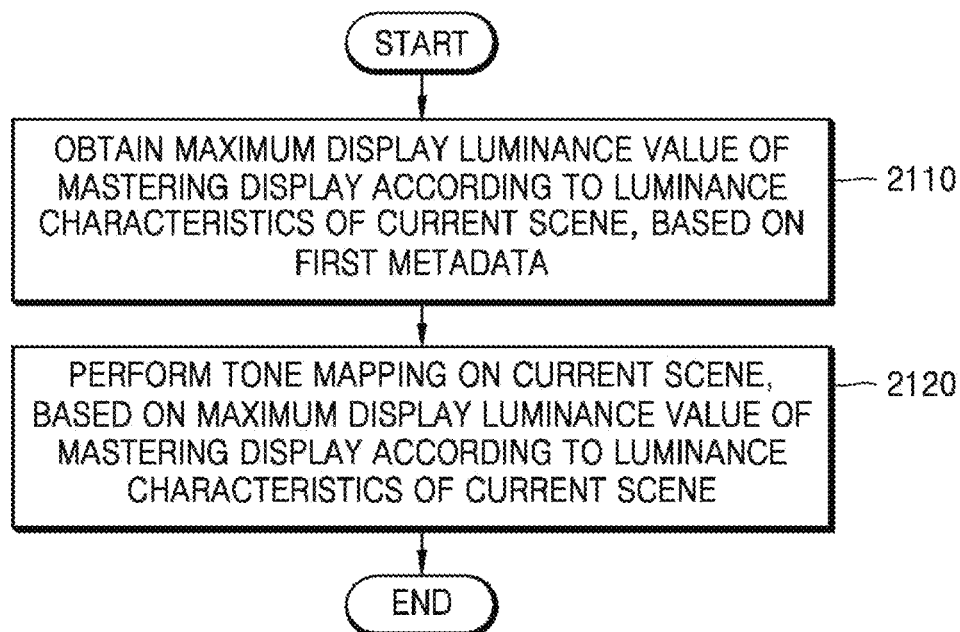 START
OBTAIN MAXIMUM DISPLAY LUMINANCE VALUE OF
MASTERING DISPLAY ACCORDING TO LUMINANCE
CHARACTERISTICS OF CURRENT SCENE, BASED ON
FIRST METADATA
2110
PERFORM TONE MAPPING ON CURRENT SCENE,
BASED ON MAXIMUM DISPLAY LUMINANCE VALUE OF
MASTERING DISPLAY ACCORDING TO LUMINANCE
CHARACTERISTICS OF CURRENT SCENE
2120
END